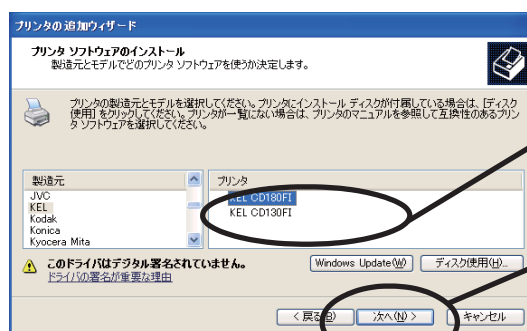 プリンタの追加ウィザード
プリンタ ソフトウェアのインストール
製造元とモデルでどのプリンタ ソフトウェアを使うか決定します。
プリンタの製造元とモデルを選択してください。プリンタにインストール ディスクが付属している場合は、[ディスク
使用] をクリックしてください。プリンタが一覧にない場合は、プリンタのマニュアルを参照して互換性のあるプリン
タ ソフトウェアを選択してください。
製造元
JVC
KEL
Kodak
Konica
Kyocera Mita
プリンタ
KEL CD180FI
KEL CD130FI
このドライバはデジタル署名されていません。
ドライバの署名が重要な理由
Windows Update(W)
ディスク使用(H)...
< 戻る(B)
次へ(N) >
キャンセル